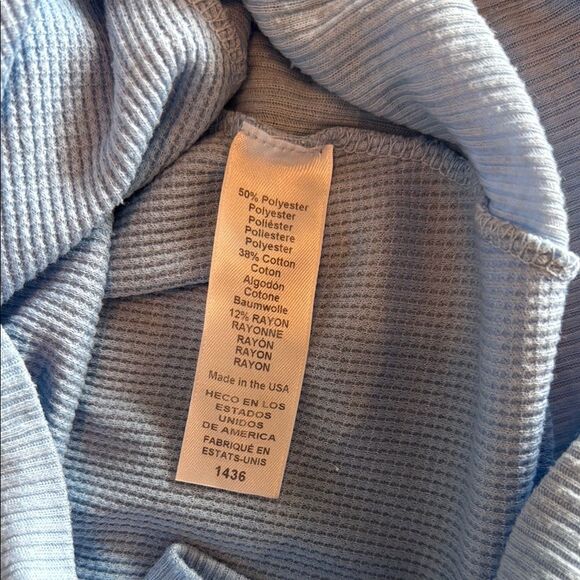 50% Polyester
Polyester
Poliéster
Poliestere
Polyester
38% Cotton
Coton
Algodón
Cotone
Baumwolle
12% RAYON
RAYONNE
RAYÓN
RAYON
RAYON
Made in the USA
HECO EN LOS
ESTADOS
UNIDOS
DE AMERICA
FABRIQUÉ EN
ESTATS-UNIS
1436